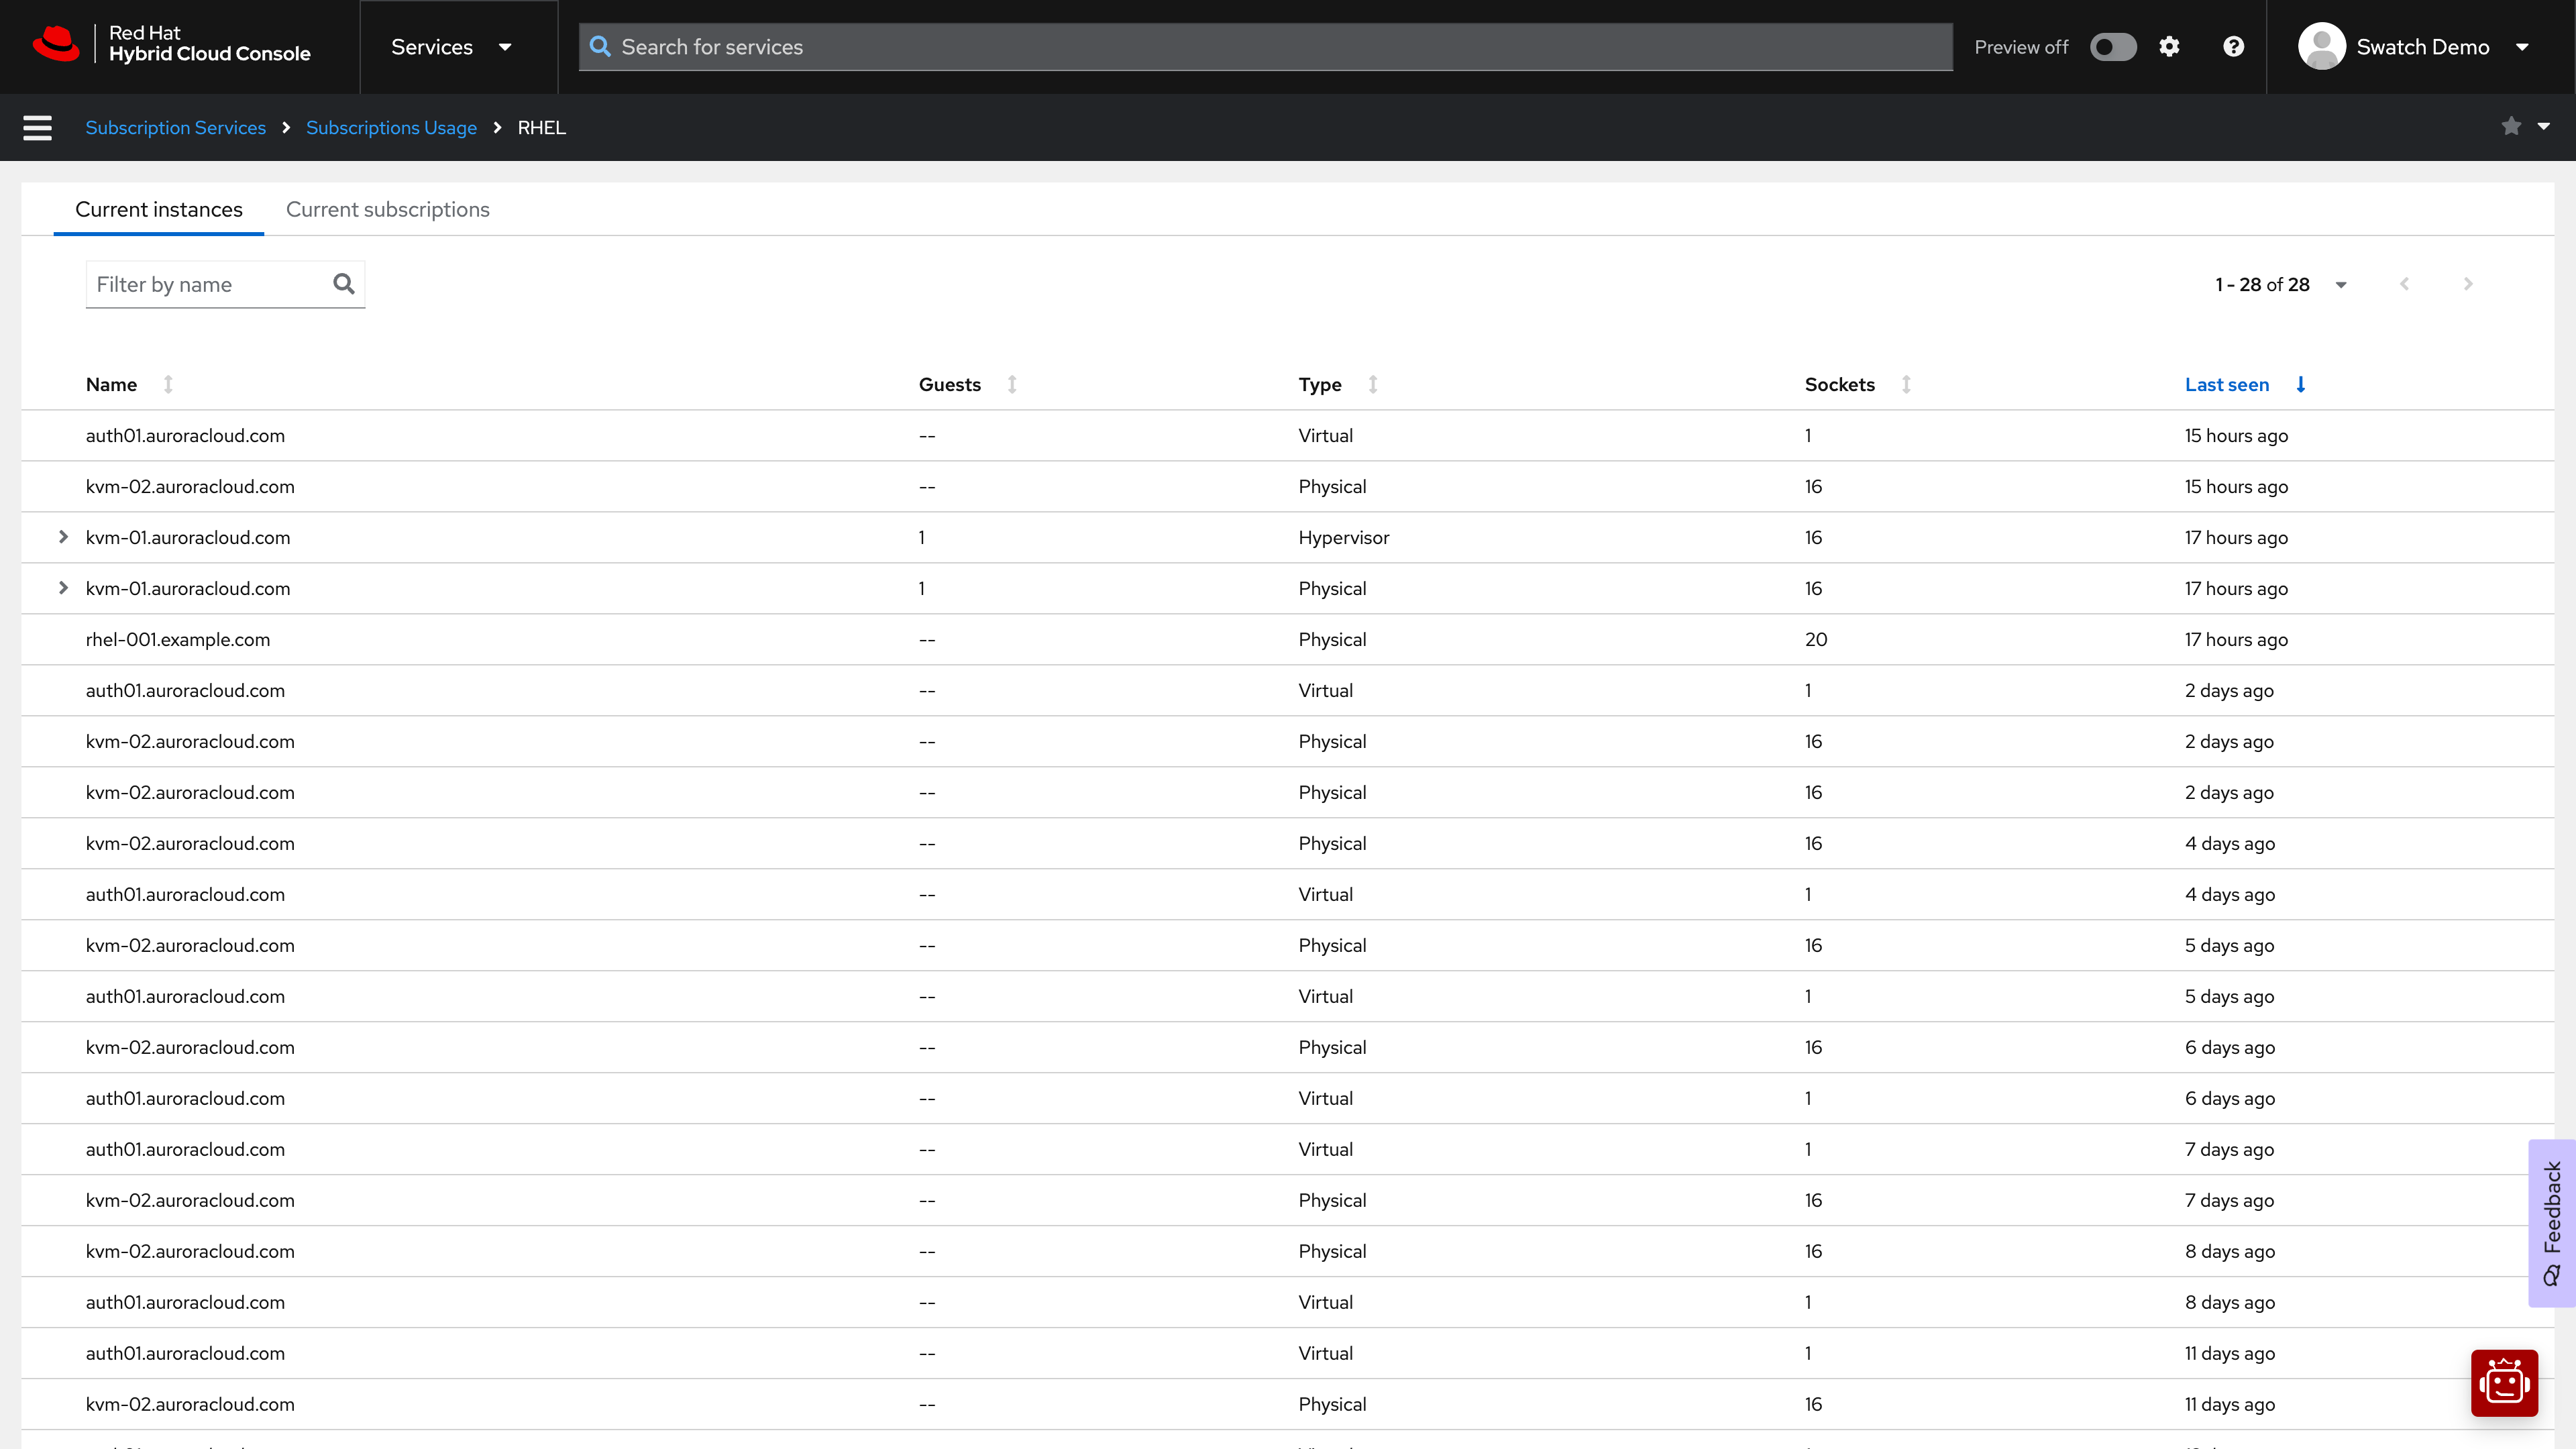 Red Hat
Hybrid Cloud Console
Services
Search for services
Preview off
Swatch Demo
Subscription Services
Subscriptions Usage
RHEL
Current instances
Current subscriptions
Filter by name
1 - 28 of 28
Name Guests Type Sockets Last seen
auth01.auroracloud.com -- Virtual 1 15 hours ago
kvm-02.auroracloud.com -- Physical 16 15 hours ago
kvm-01.auroracloud.com 1 Hypervisor 16 17 hours ago
kvm-01.auroracloud.com 1 Physical 16 17 hours ago
rhel-001.example.com -- Physical 20 17 hours ago
auth01.auroracloud.com -- Virtual 1 2 days ago
kvm-02.auroracloud.com -- Physical 16 2 days ago
kvm-02.auroracloud.com -- Physical 16 2 days ago
kvm-02.auroracloud.com -- Physical 16 4 days ago
auth01.auroracloud.com -- Virtual 1 4 days ago
kvm-02.auroracloud.com -- Physical 16 5 days ago
auth01.auroracloud.com -- Virtual 1 5 days ago
kvm-02.auroracloud.com -- Physical 16 6 days ago
auth01.auroracloud.com -- Virtual 1 6 days ago
auth01.auroracloud.com -- Virtual 1 7 days ago
kvm-02.auroracloud.com -- Physical 16 7 days ago
kvm-02.auroracloud.com -- Physical 16 8 days ago
auth01.auroracloud.com -- Virtual 1 8 days ago
auth01.auroracloud.com -- Virtual 1 11 days ago
kvm-02.auroracloud.com -- Physical 16 11 days ago
Feedback